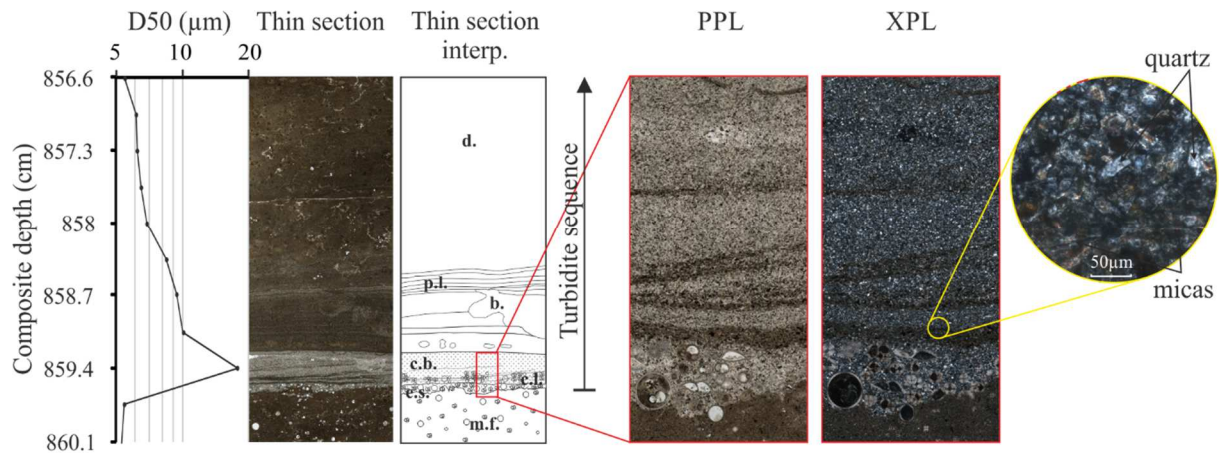 D50 (µm)
Thin section
Thin section
interp.
PPL
XPL
5
10
20
856.6
857.3
858
858.7
859.4
860.1
Composite depth (cm)
d.
p.l.
b.
c.b.
c.l.
e.s.
m.f.
Turbidite sequence
quartz
50µm
micas